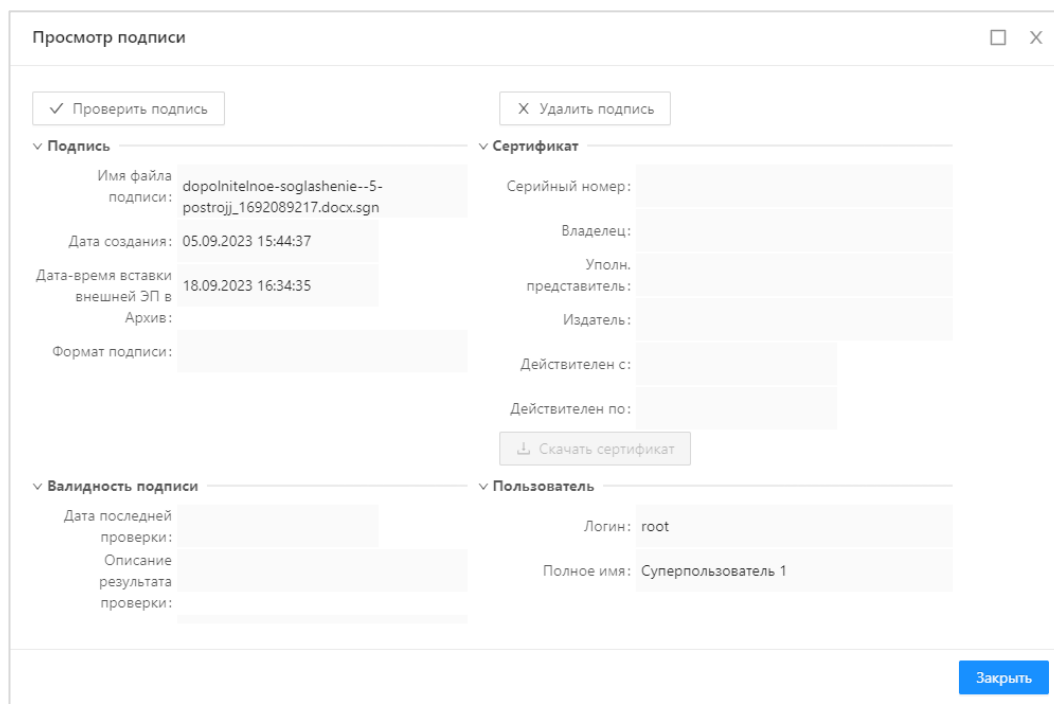 Просмотр подписи
Проверить подпись
Удалить подпись
Подпись
Имя файла
подписи:
dopolnitelnoe-soglashenie--5-
postrojj_1692089217.docx.sgn
Дата создания: 05.09.2023 15:44:37
Дата-время вставки
внешней ЭП в
Архив:
18.09.2023 16:34:35
Формат подписи:
Сертификат
Серийный номер:
Владелец:
Уполн.
представитель:
Издатель:
Действителен с:
Действителен по:
Скачать сертификат
Валидность подписи
Дата последней
проверки:
Описание
результата
проверки:
Пользователь
Логин: root
Полное имя: Суперпользователь 1
Закрыть